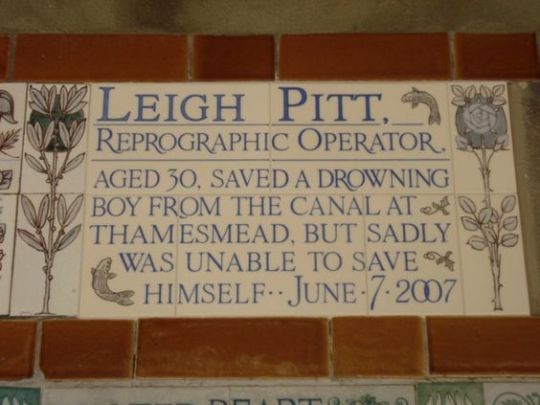 LEIGH PITT,
REPROGRAPHIC OPERATOR,
AGED 30, SAVED A DROWNING
BOY FROM THE CANAL AT
THAMESMEAD, BUT SADLY
WAS UNABLE TO SAVE
HIMSELF·· JUNE·7·2007